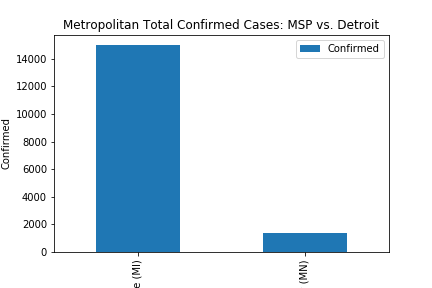 Metropolitan Total Confirmed Cases: MSP vs. Detroit
Confirmed
14000
12000
10000
8000
6000
4000
2000
0
Confirmed
e (MI)
(MN)